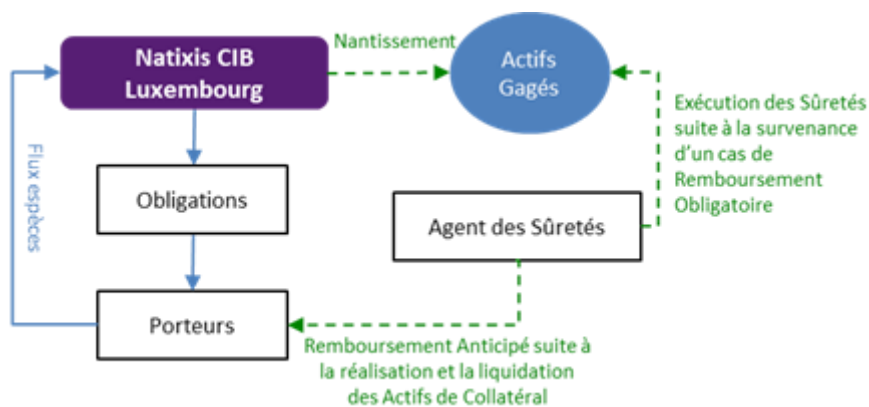 Natixis CIB
Luxembourg
Nantissement
Actifs
Gagés
Exécution des Sûretés
suite à la survenance
d'un cas de
Remboursement
Obligatoire
Flux espèces
Obligations
Agent des Sûretés
Porteurs
Remboursement Anticipé suite à
la réalisation et la liquidation
des Actifs de Collatéral